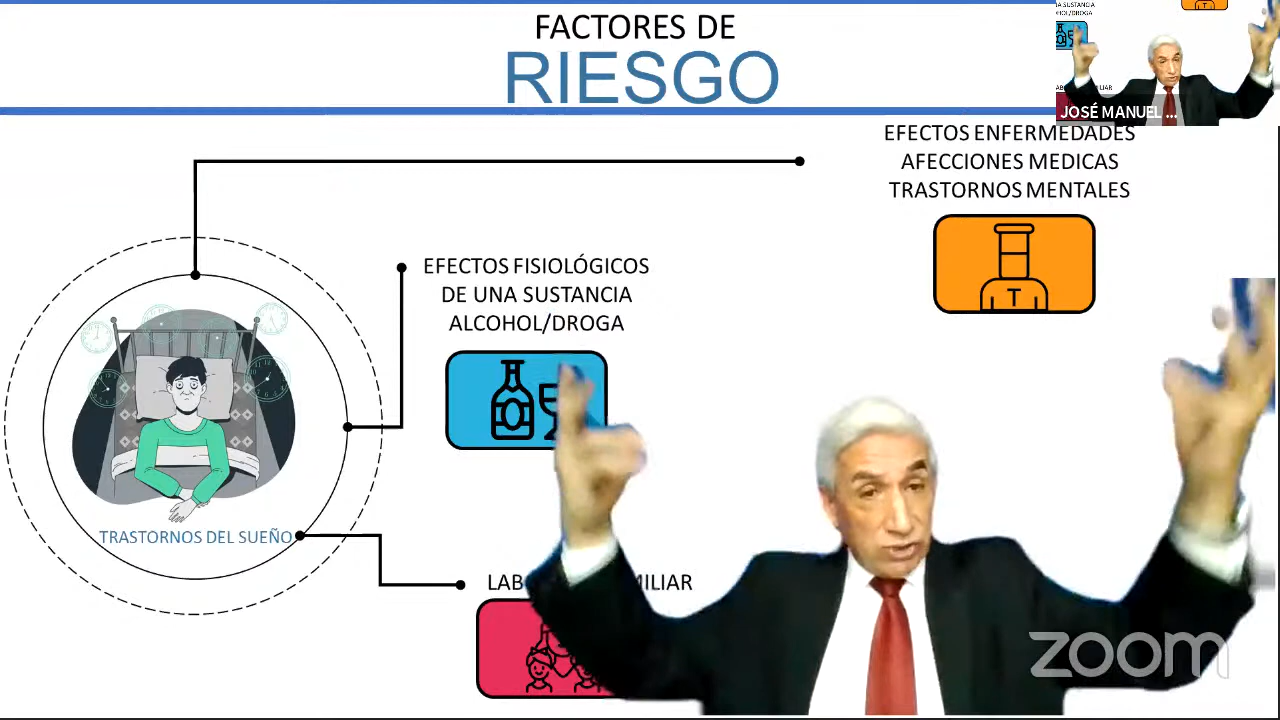 FACTORES DE
RIESGO
JOSÉ MANUEL ...
EFECTOS ENFERMEDADES
AFECCIONES MEDICAS
TRASTORNOS MENTALES
T
EFECTOS FISIOLÓGICOS
DE UNA SUSTANCIA
ALCOHOL/DROGA
TRASTORNOS DEL SUEÑO
zoom